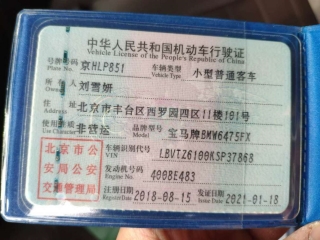 中华人民共和国机动车行驶证
Vehicle License of the People's Republic of China
号牌号码 京HLP851 车辆类型 小型普通客车
Plate No. Vehicle Type
所有人 刘雪妍
Owner
住址 北京市丰台区西罗园四区11楼101号
Address
使用性质 非营运 品牌型号 宝马牌BMW6475FX
Use Character Model
北京市公安局公安交通管理局
车辆识别代号 LBVTZ6109KSP37868
VIN
发动机号码 400BE483
Engine No.
注册日期 2018-08-15 发证日期 2021-01-18
Register Date Issue Date